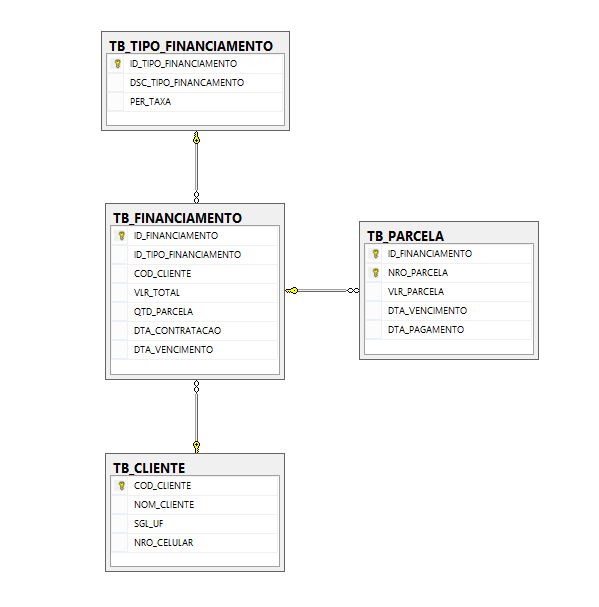 TB_TIPO_FINANCIAMENTO
ID_TIPO_FINANCIAMENTO
DSC_TIPO_FINANCAMENTO
PER_TAXA
TB_FINANCIAMENTO
ID_FINANCIAMENTO
ID_TIPO_FINANCIAMENTO
COD_CLIENTE
VLR_TOTAL
QTD_PARCELA
DTA_CONTRATACAO
DTA_VENCIMENTO
TB_PARCELA
ID_FINANCIAMENTO
NRO_PARCELA
VLR_PARCELA
DTA_VENCIMENTO
DTA_PAGAMENTO
TB_CLIENTE
COD_CLIENTE
NOM_CLIENTE
SGL_UF
NRO_CELULAR